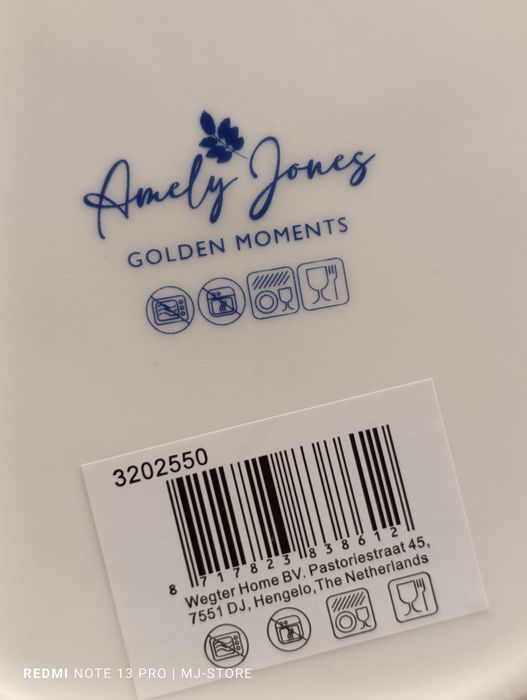 Amely Jones
GOLDEN MOMENTS
3202550
8 717823 838612
Wegter Home BV. Pastoriestraat 45,
7551 DJ, Hengelo,The Netherlands
REDMI NOTE 13 PRO | MJ-STORE